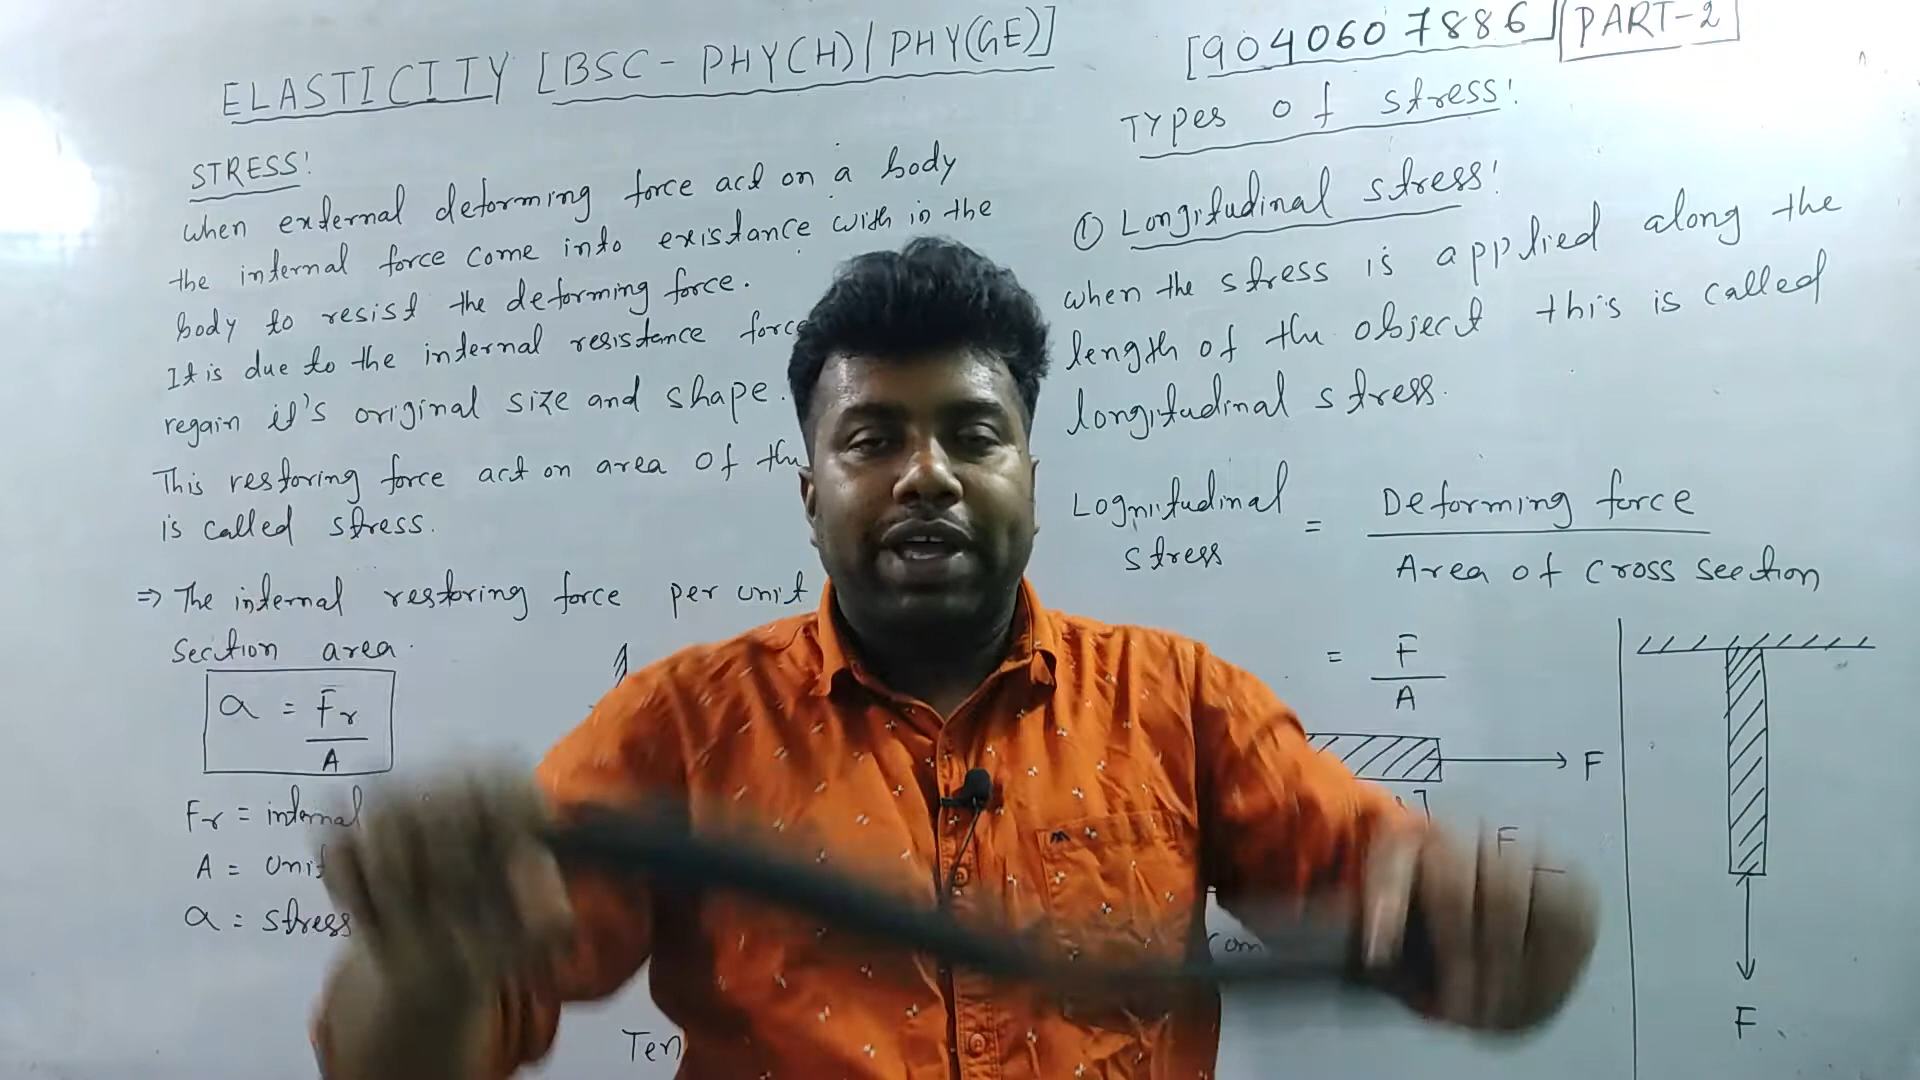 ELASTICITY [BSC - PHY(H)/PHY(GE)]
[9040607886] PART-2
STRESS!
when external deforming force act on a body
the internal force come into existance with in the
body to resist the deforming force.
It is due to the internal resistance force
regain it's original size and shape.
This restoring force act on area of the
is called stress.
⇒ The internal restoring force per unit
section area.
a = Fr
A
Fr = internal
A = Unit
a = stress
Types of stress!
① Longitudinal stress!
when the stress is applied along the
length of the object this is called
longitudinal stress.
Lognitudinal
stress
= Deforming force
Area of cross section
= F
A
F
F
F
Com
Ten